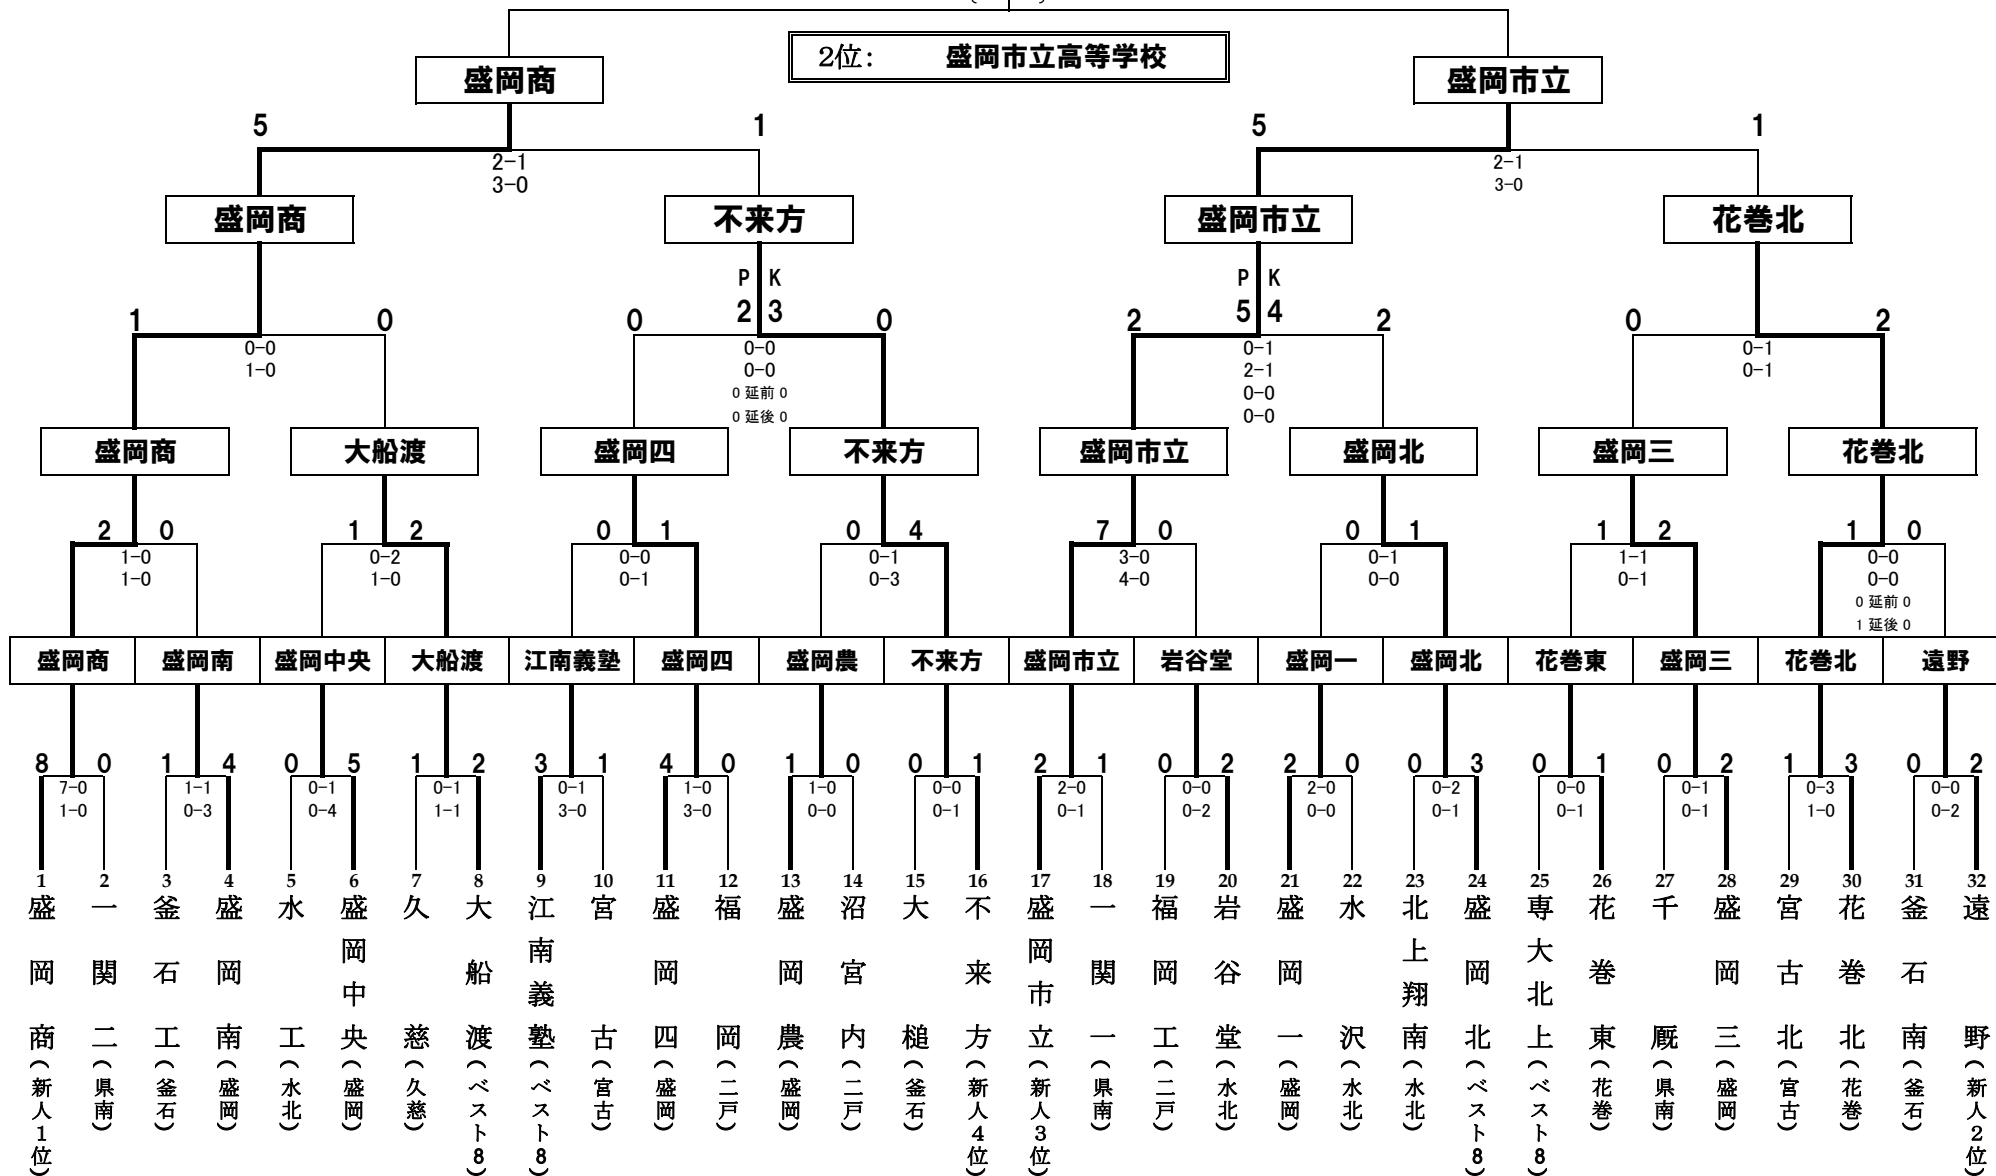 2位： 盛岡市立高等学校
盛岡商 盛岡市立
5 1 5 1
2-1 2-1
3-0 3-0
盛岡商 不来方 盛岡市立 花巻北
P K P K
1 0 0 2 3 0 2 5 4 2 0 2
0-0 0-0 0-1 0-1
1-0 0-0 2-1 0-1
0 延前 0 0-0
0 延後 0 0-0
盛岡商 大船渡 盛岡四 不来方 盛岡市立 盛岡北 盛岡三 花巻北
2 0 1 2 0 1 0 4 7 0 0 1 1 2 1 0
1-0 0-2 0-0 0-1 3-0 0-1 1-1 0-0
1-0 1-0 0-1 0-3 4-0 0-0 0-1 0-0
0 延前 0
1 延後 0
盛岡商 盛岡南 盛岡中央 大船渡 江南義塾 盛岡四 盛岡農 不来方 盛岡市立 岩谷堂 盛岡一 盛岡北 花巻東 盛岡三 花巻北 遠野
8 0 1 4 0 5 1 2 3 1 4 0 1 0 0 1 2 1 0 2 2 0 0 3 0 1 0 2 1 3 0 2
7-0 1-1 0-1 0-1 0-1 1-0 1-0 0-0 2-0 0-0 2-0 0-2 0-0 0-1 0-3 0-0
1-0 0-3 0-4 1-1 3-0 3-0 0-0 0-1 0-1 0-2 0-0 0-1 0-1 0-1 1-0 0-2
1 盛岡商(新人1位)
2 一関二(県南)
3 釜石工(釜石)
4 盛岡南(盛岡)
5 水工(水北)
6 盛岡中央(盛岡)
7 久慈(久慈)
8 大船渡(ベスト8)
9 江南義塾(ベスト8)
10 宮古(宮古)
11 盛岡四(盛岡)
12 福岡(二戸)
13 盛岡農(盛岡)
14 沼宮内(二戸)
15 大槌(釜石)
16 不来方(新人4位)
17 盛岡市立(新人3位)
18 一関一(県南)
19 福岡工(二戸)
20 岩谷堂(水北)
21 盛岡一(盛岡)
22 水沢(水北)
23 北上翔南(水北)
24 盛岡北(ベスト8)
25 専大北上(ベスト8)
26 花巻東(花巻)
27 千厩(県南)
28 盛岡三(盛岡)
29 宮古北(宮古)
30 花巻北(花巻)
31 釜石南(釜石)
32 遠野(新人2位)